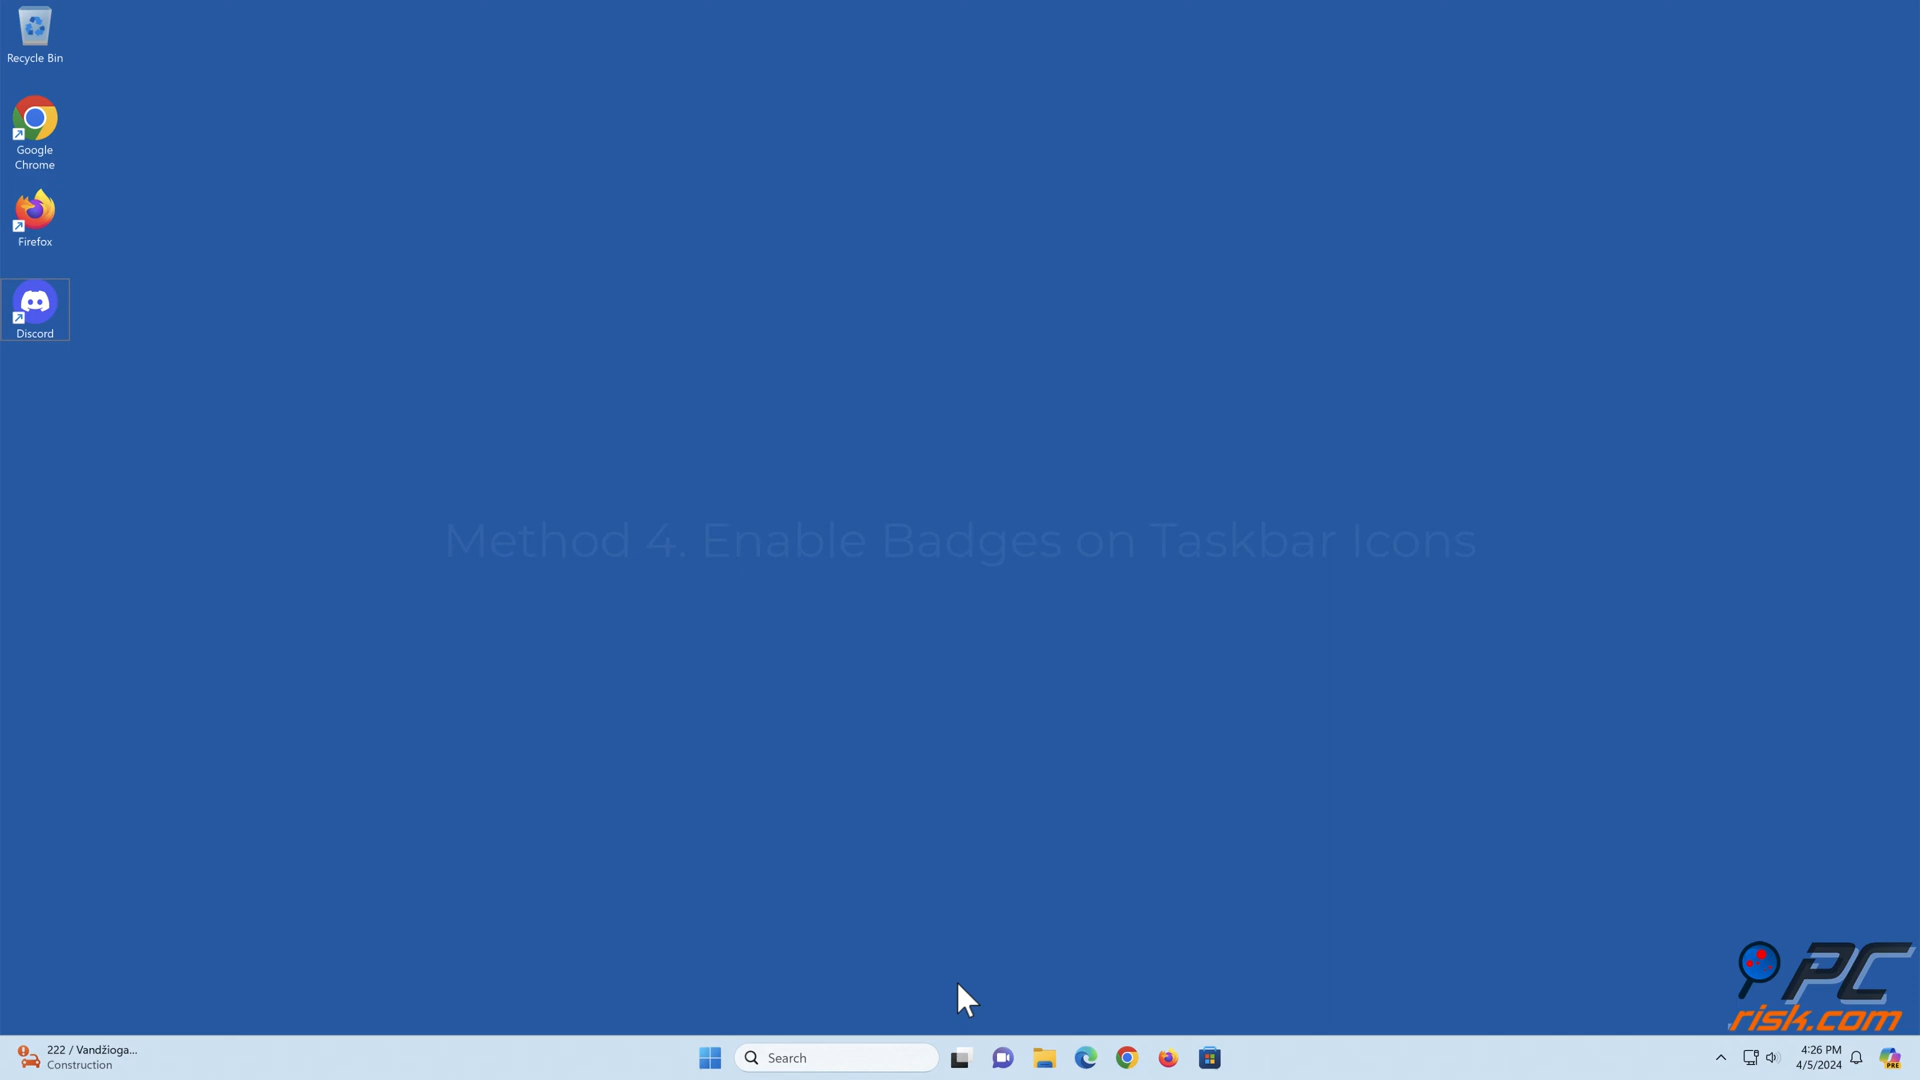 Recycle Bin
Google
Chrome
Firefox
Discord
Method 4. Enable Badges on Taskbar Icons
PC
risk.com
222 / Vandžioga...
Construction
Search
4:26 PM
4/5/2024
PRE